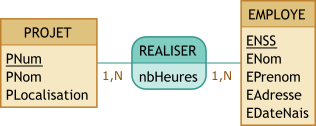 PROJET
PNum
PNom
PLocalisation
1,N
REALISER
nbHeures
1,N
EMPLOYE
ENSS
ENom
EPrenom
EAdresse
EDateNais